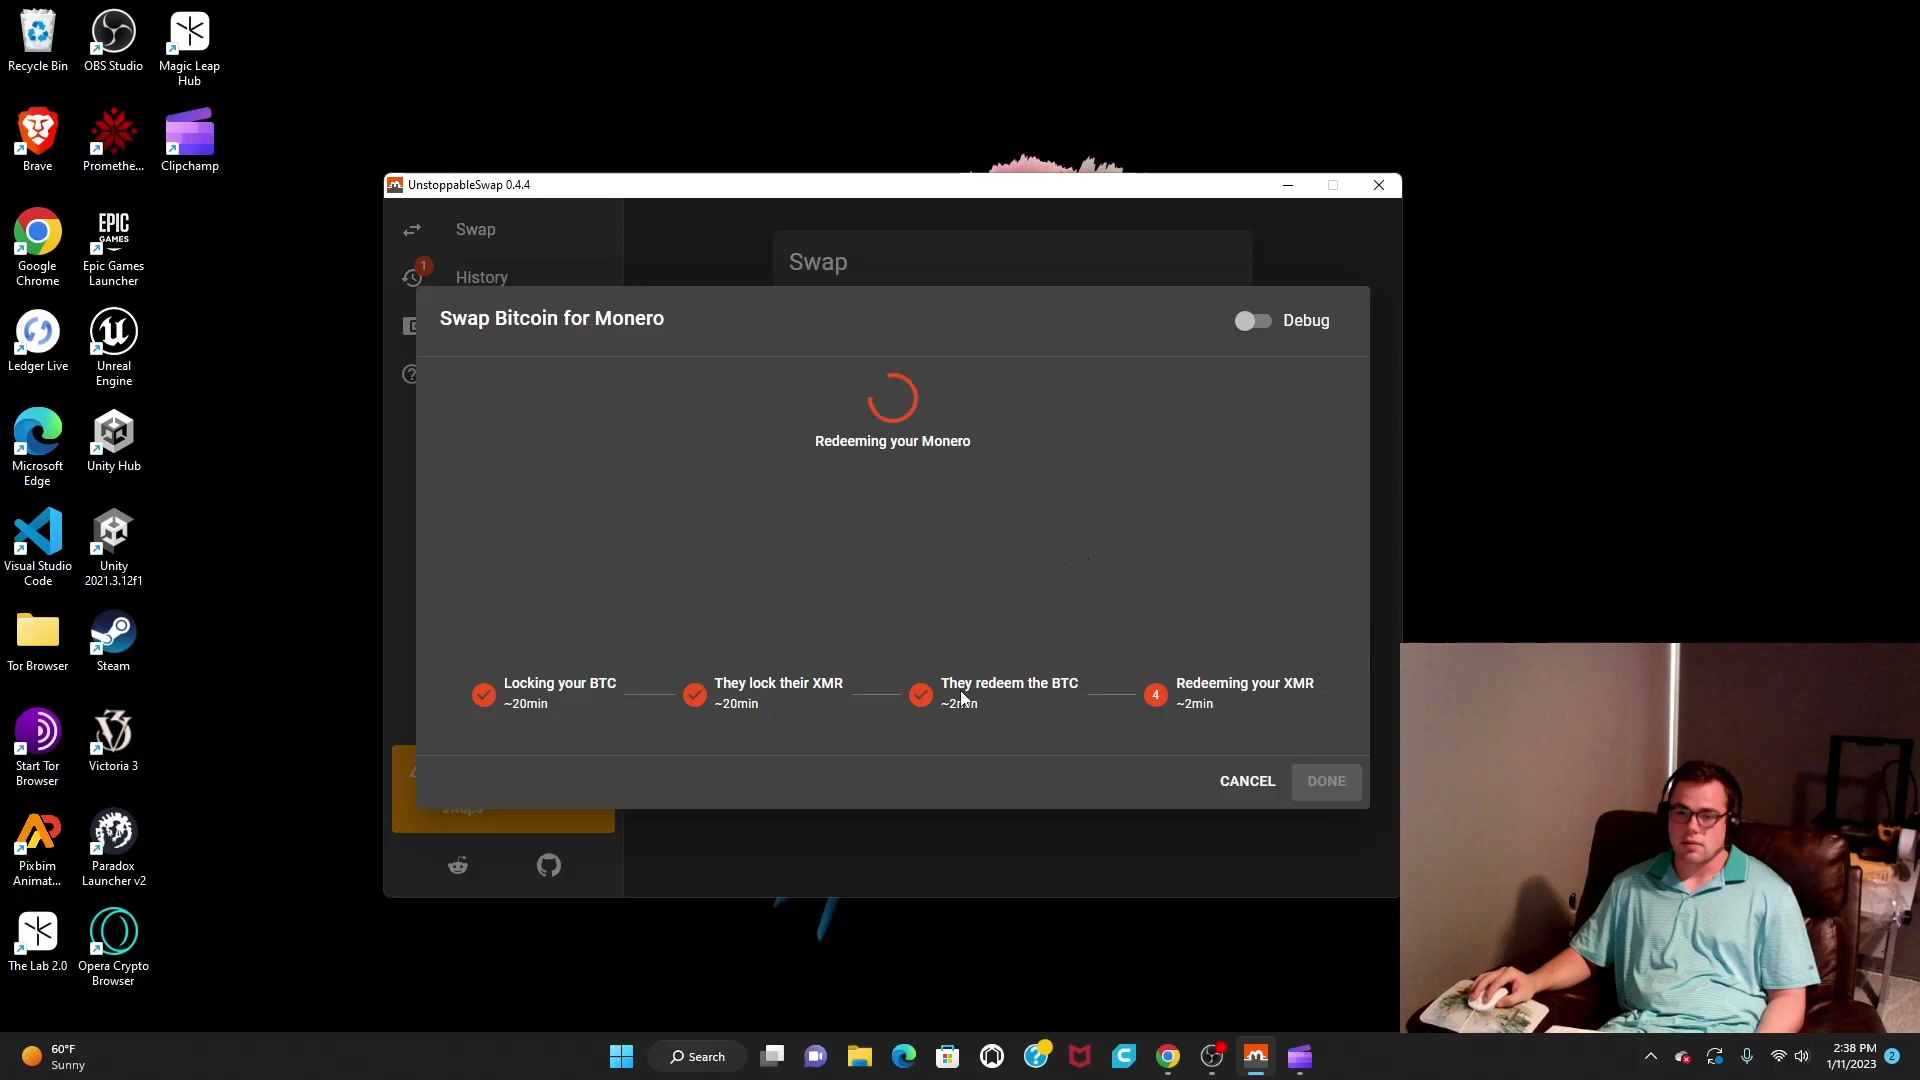 Recycle Bin
OBS Studio
Magic Leap
Hub
Brave
Promethe...
Clipchamp
Google
Chrome
EPIC
GAMES
Epic Games
Launcher
Ledger Live
Unreal
Engine
Microsoft
Edge
Unity Hub
Visual Studio
Code
Unity
2021.3.12f1
Tor Browser
Steam
Start Tor
Browser
Victoria 3
Pixbim
Animat...
Paradox
Launcher v2
The Lab 2.0
Opera Crypto
Browser
UnstoppableSwap 0.4.4
Swap
1
History
Swap
Swap Bitcoin for Monero
Debug
Redeeming your Monero
Locking your BTC
~20min
They lock their XMR
~20min
They redeem the BTC
~2min
4
Redeeming your XMR
~2min
CANCEL
DONE
swaps
60°F
Sunny
Search
2:38 PM
1/11/2023
2